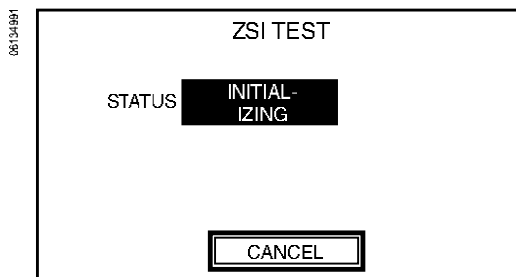 06134991
ZSI TEST
STATUS
INITIAL-
IZING
CANCEL